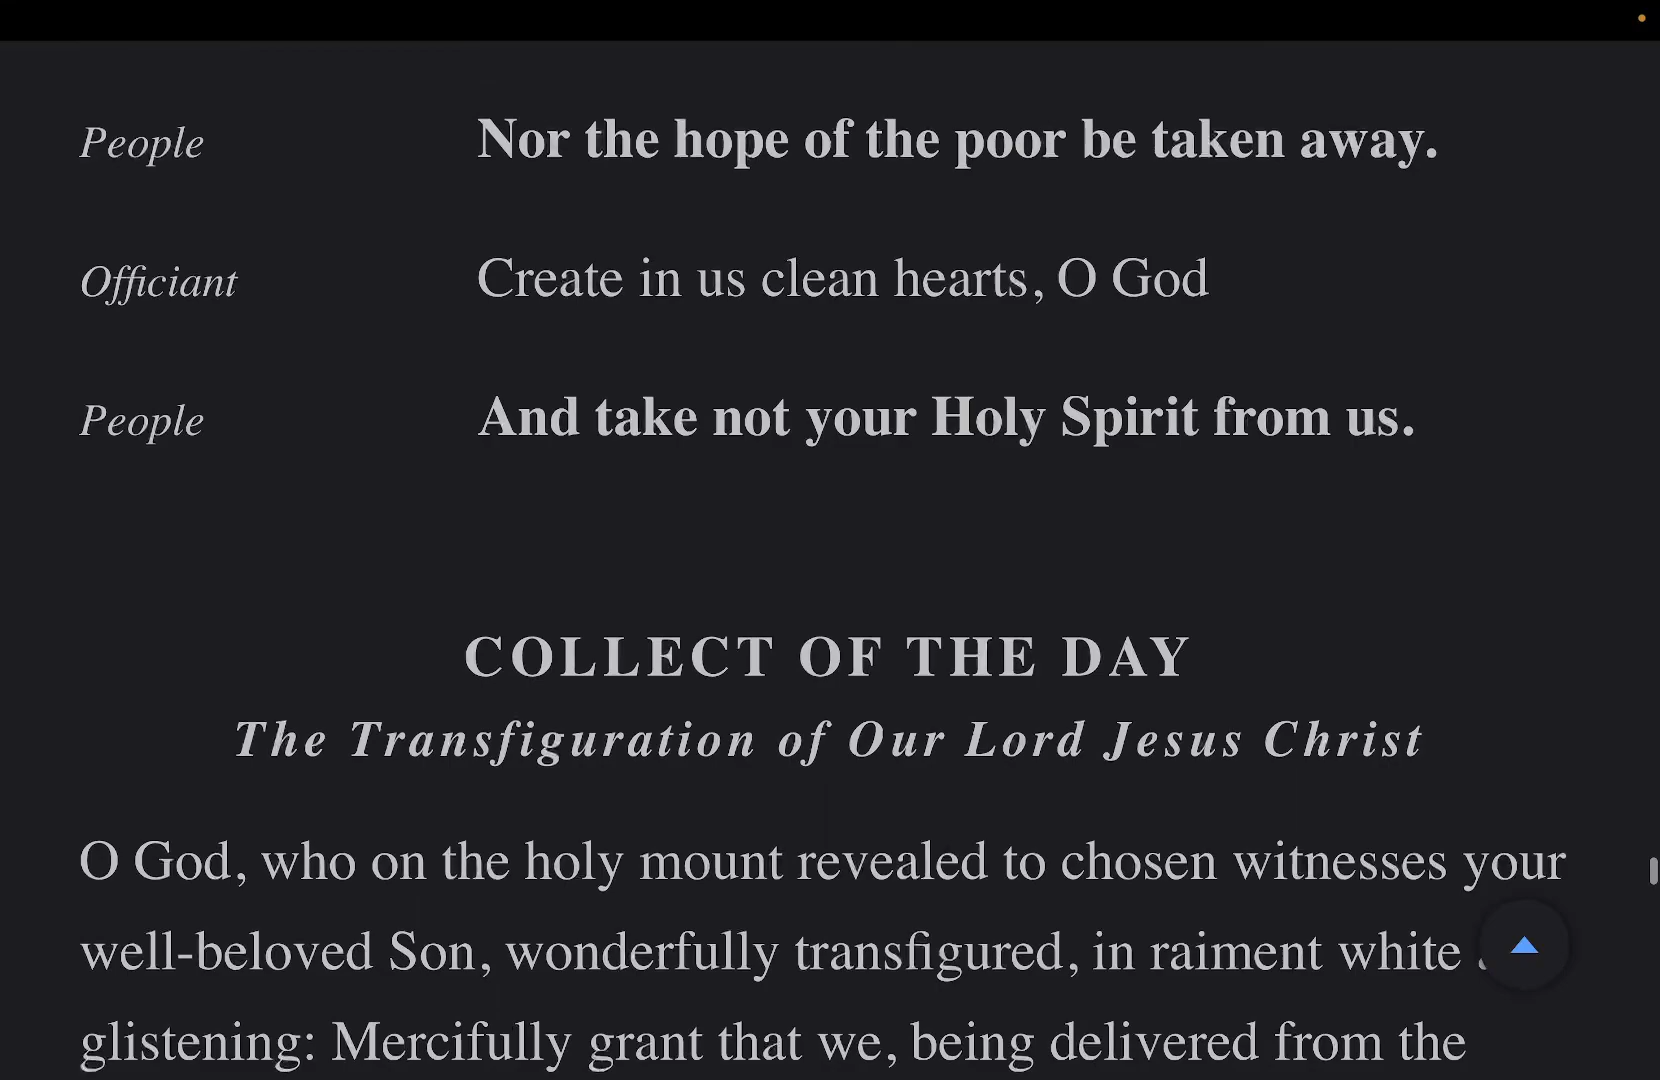 People Nor the hope of the poor be taken away.
Officiant Create in us clean hearts, O God
People And take not your Holy Spirit from us.
COLLECT OF THE DAY
The Transfiguration of Our Lord Jesus Christ
O God, who on the holy mount revealed to chosen witnesses your
well-beloved Son, wonderfully transfigured, in raiment white
glistening: Mercifully grant that we, being delivered from the